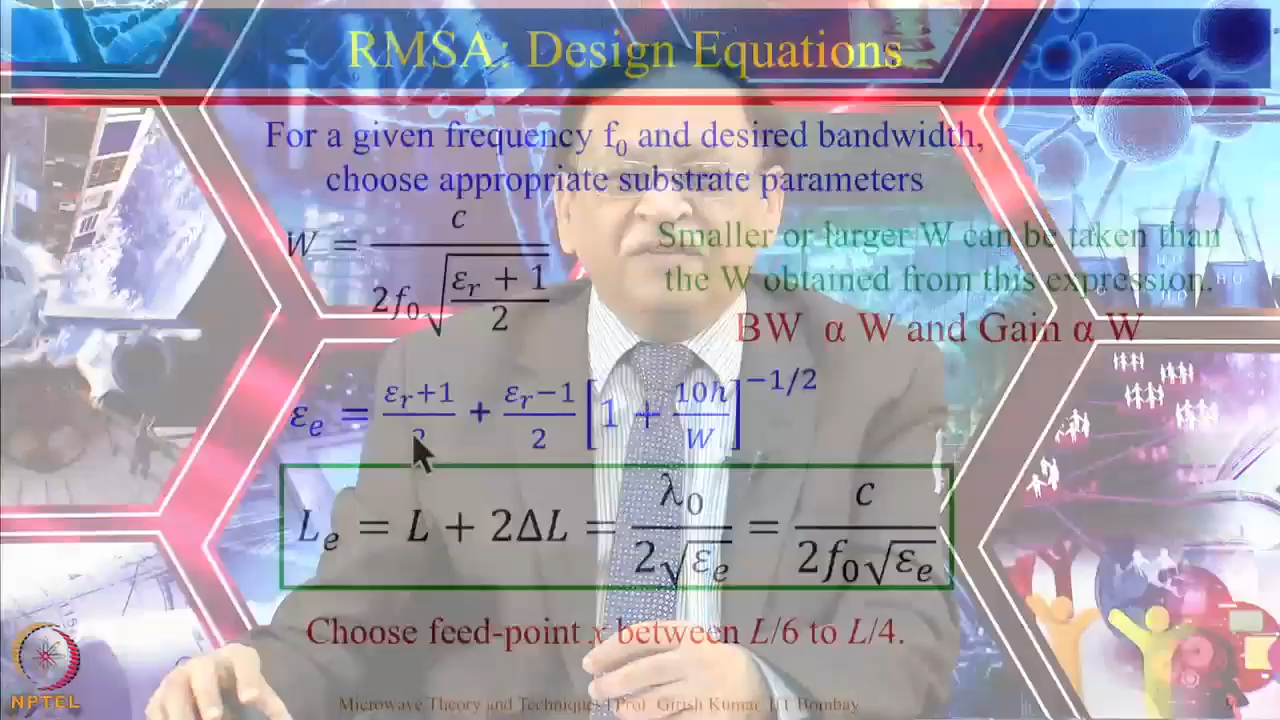 RMSA: Design Equations
For a given frequency f₀ and desired bandwidth,
choose appropriate substrate parameters
W = c / (2f₀ √((εr + 1)/2))
Smaller or larger W can be taken than
the W obtained from this expression.
BW α W and Gain α W
εe = (εr+1)/2 + (εr−1)/2 [1 + 10h/W]^(−1/2)
Le = L + 2ΔL = λ₀/(2√εe) = c/(2f₀√εe)
Choose feed-point x between L/6 to L/4.
NPTEL
Microwave Theory and Techniques | Prof. Girish Kumar IIT Bombay